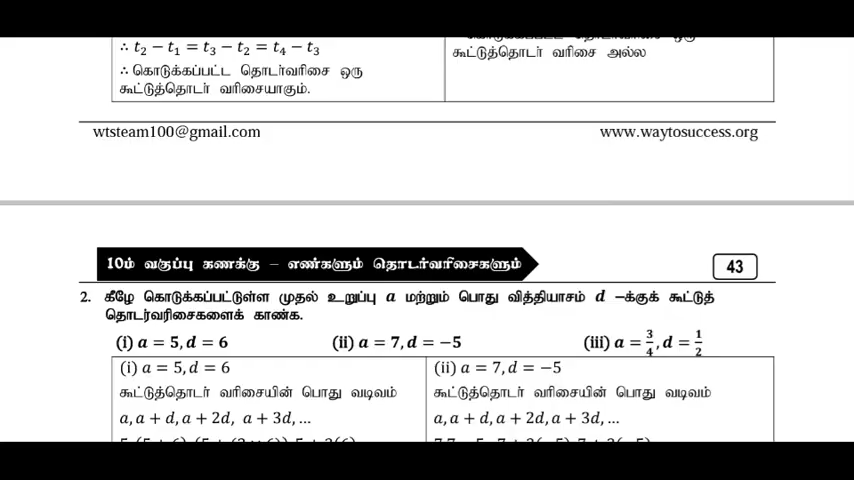 ∴ t₂ − t₁ = t₃ − t₂ = t₄ − t₃
∴ கொடுக்கப்பட்ட தொடர்வரிசை ஒரு
கூட்டுத்தொடர் வரிசையாகும்.
கூட்டுத்தொடர் வரிசை அல்ல
wtsteam100@gmail.com
www.waytosuccess.org
10ம் வகுப்பு கணக்கு – எண்களும் தொடர்வரிசைகளும்
43
2. கீழே கொடுக்கப்பட்டுள்ள முதல் உறுப்பு a மற்றும் பொது வித்தியாசம் d –க்குக் கூட்டுத்
தொடர்வரிசைகளைக் காண்க.
(i) a = 5, d = 6 (ii) a = 7, d = −5 (iii) a = 3/4, d = 1/2
(i) a = 5, d = 6
கூட்டுத்தொடர் வரிசையின் பொது வடிவம்
a, a + d, a + 2d, a + 3d, ...
(ii) a = 7, d = −5
கூட்டுத்தொடர் வரிசையின் பொது வடிவம்
a, a + d, a + 2d, a + 3d, ...